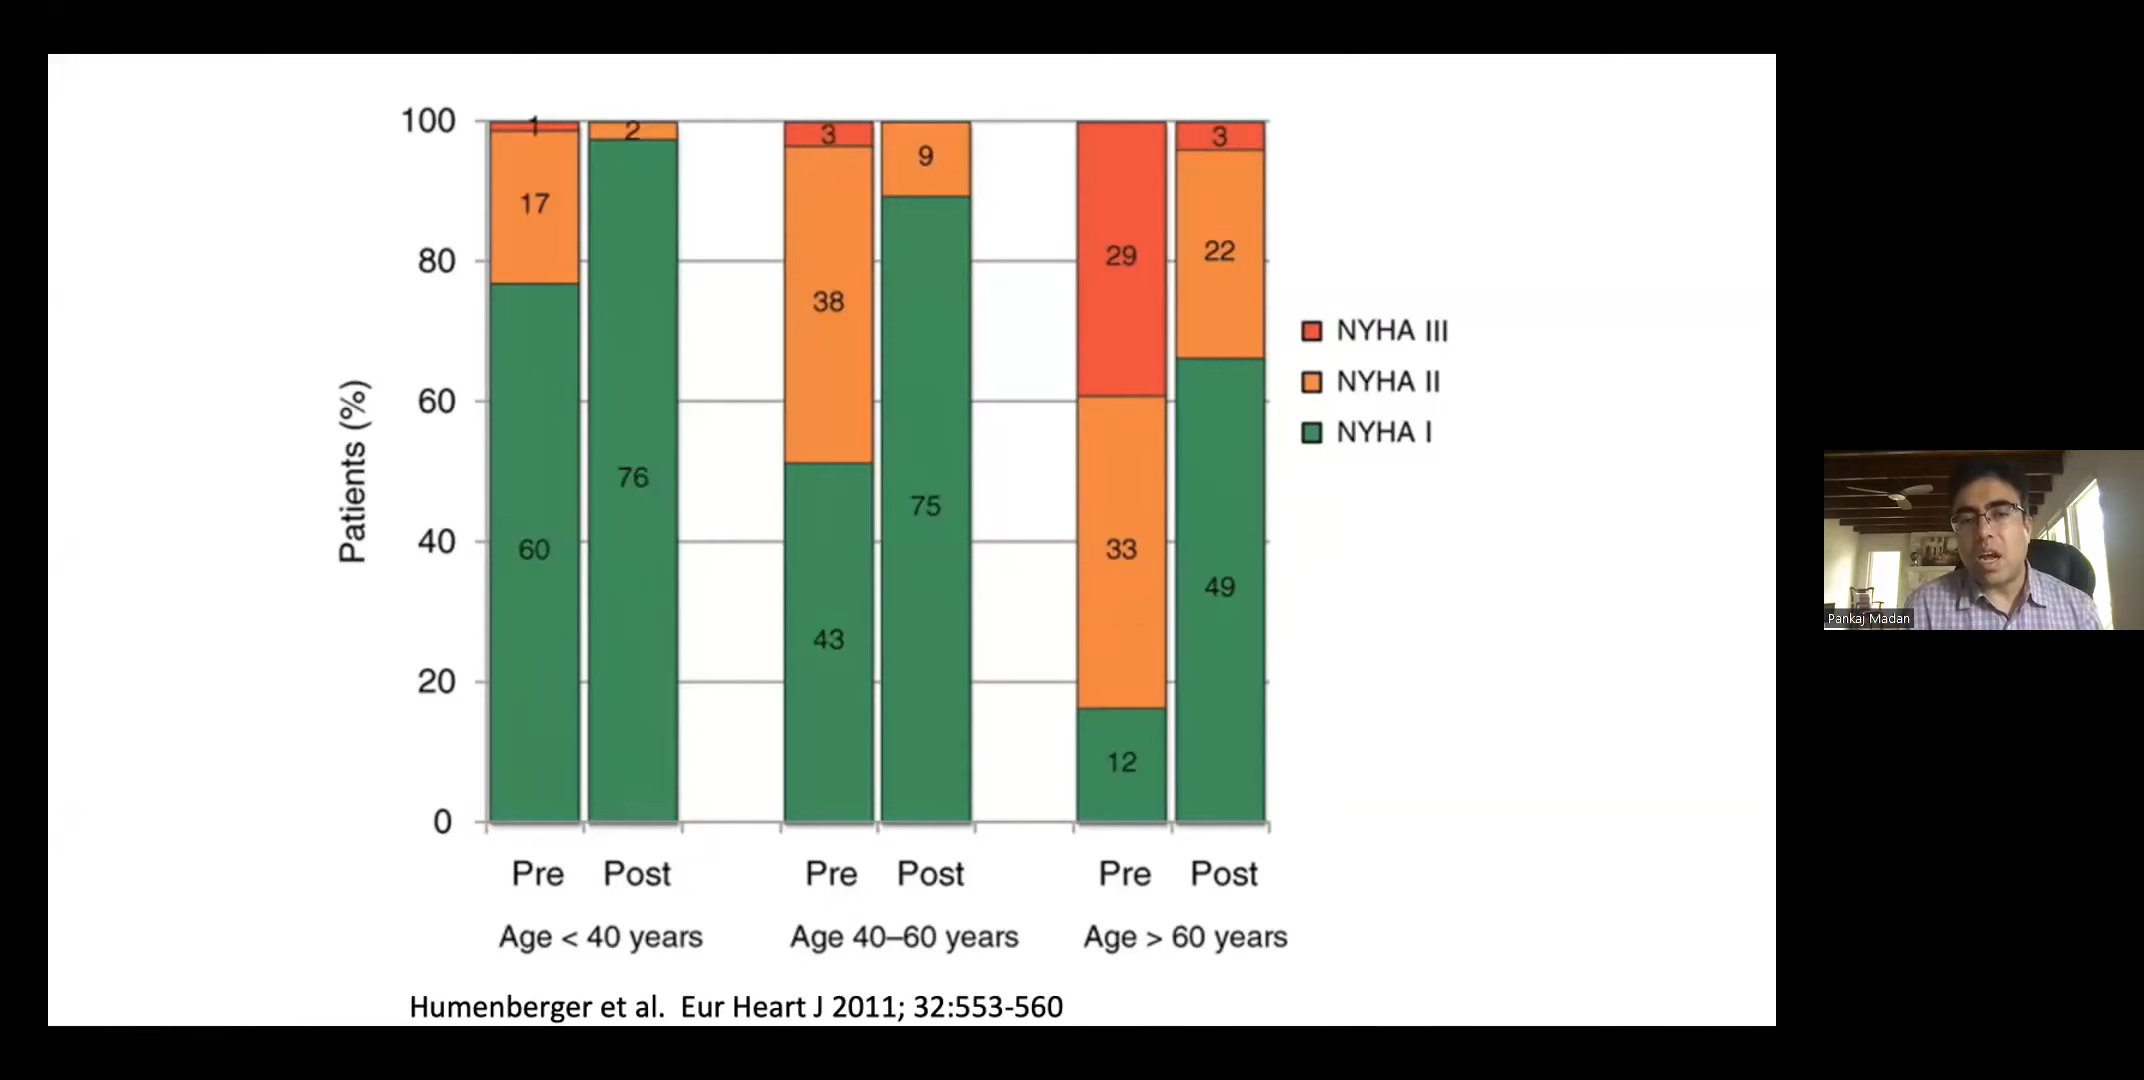 100
80
60
40
20
0
Patients (%)
1
17
60
2
76
3
38
43
9
75
29
33
12
3
22
49
NYHA III
NYHA II
NYHA I
Pre Post Pre Post Pre Post
Age < 40 years Age 40–60 years Age > 60 years
Humenberger et al. Eur Heart J 2011; 32:553-560
Pankaj Madan